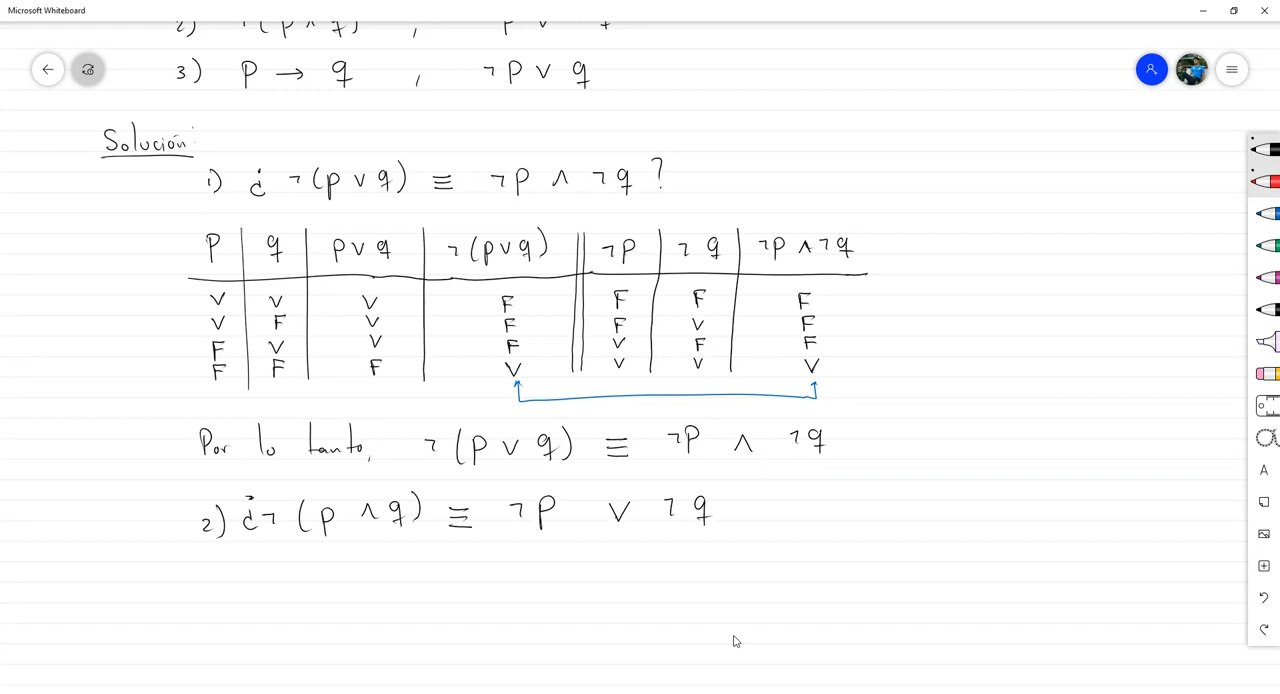 Microsoft Whiteboard
3) p → q , ¬p ∨ q
Solución:
1) ¿ ¬(p ∨ q) ≡ ¬p ∧ ¬q ?
p q p ∨ q ¬(p ∨ q) ¬p ¬q ¬p ∧ ¬q
V V V F F F F
V F V F F V F
F V V F V F F
F F F V V V V
Por lo tanto, ¬(p ∨ q) ≡ ¬p ∧ ¬q
2) ¿¬(p ∧ q) ≡ ¬p ∨ ¬q